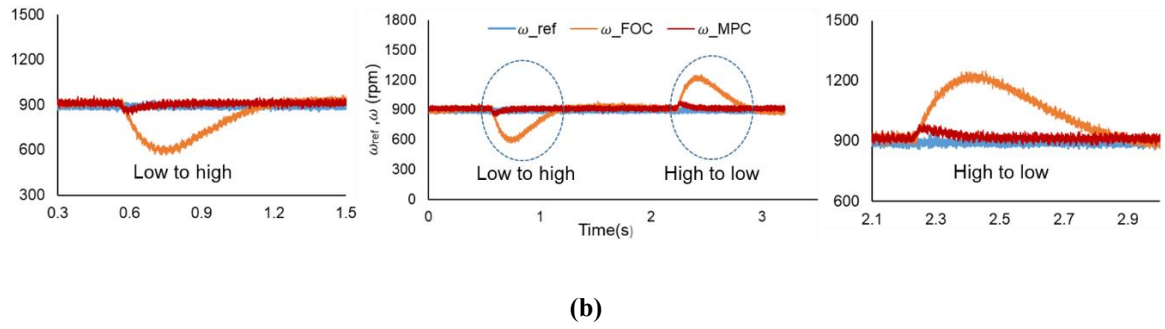 1500
1200
900
600
300
0.3 0.6 0.9 1.2 1.5
Low to high
ω_ref ω_FOC ω_MPC
ω_ref ,ω (rpm)
1800
1500
1200
900
600
300
0
0 1 2 3
Low to high
High to low
Time(s)
1500
1200
900
600
2.1 2.3 2.5 2.7 2.9
High to low
(b)